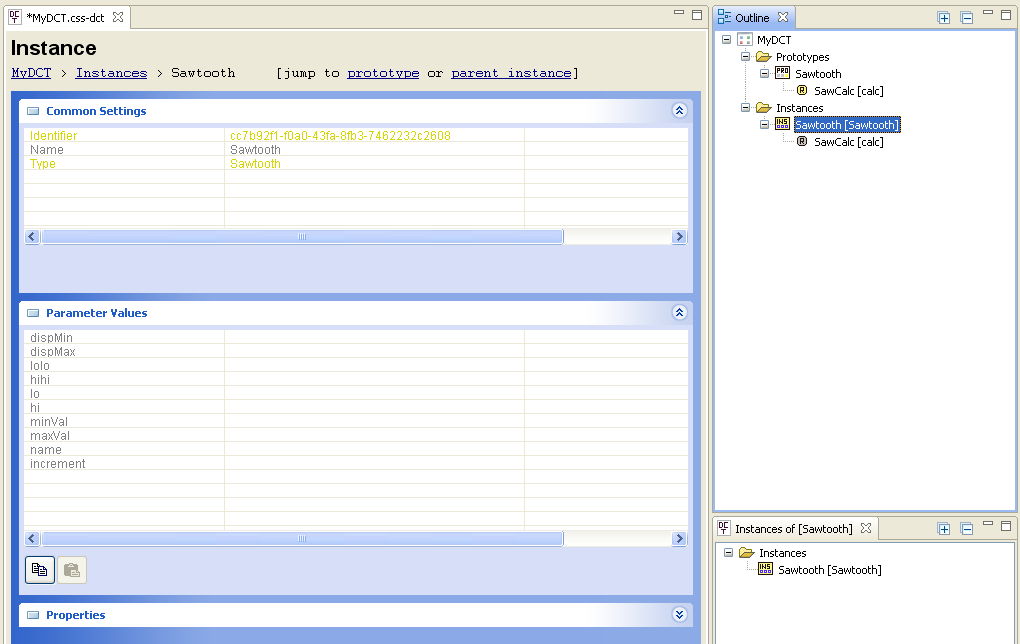 *MyDCT.css-dct
Instance
MyDCT > Instances > Sawtooth [jump to prototype or parent instance]
Common Settings
Identifier cc7b92f1-f0a0-43fa-8fb3-7462232c2608
Name Sawtooth
Type Sawtooth
Parameter Values
dispMin
dispMax
lolo
hihi
lo
hi
minVal
maxVal
name
increment
Properties
Outline
MyDCT
Prototypes
PRO Sawtooth
R SawCalc [calc]
Instances
INS Sawtooth [Sawtooth]
R SawCalc [calc]
Instances of [Sawtooth]
Instances
INS Sawtooth [Sawtooth]